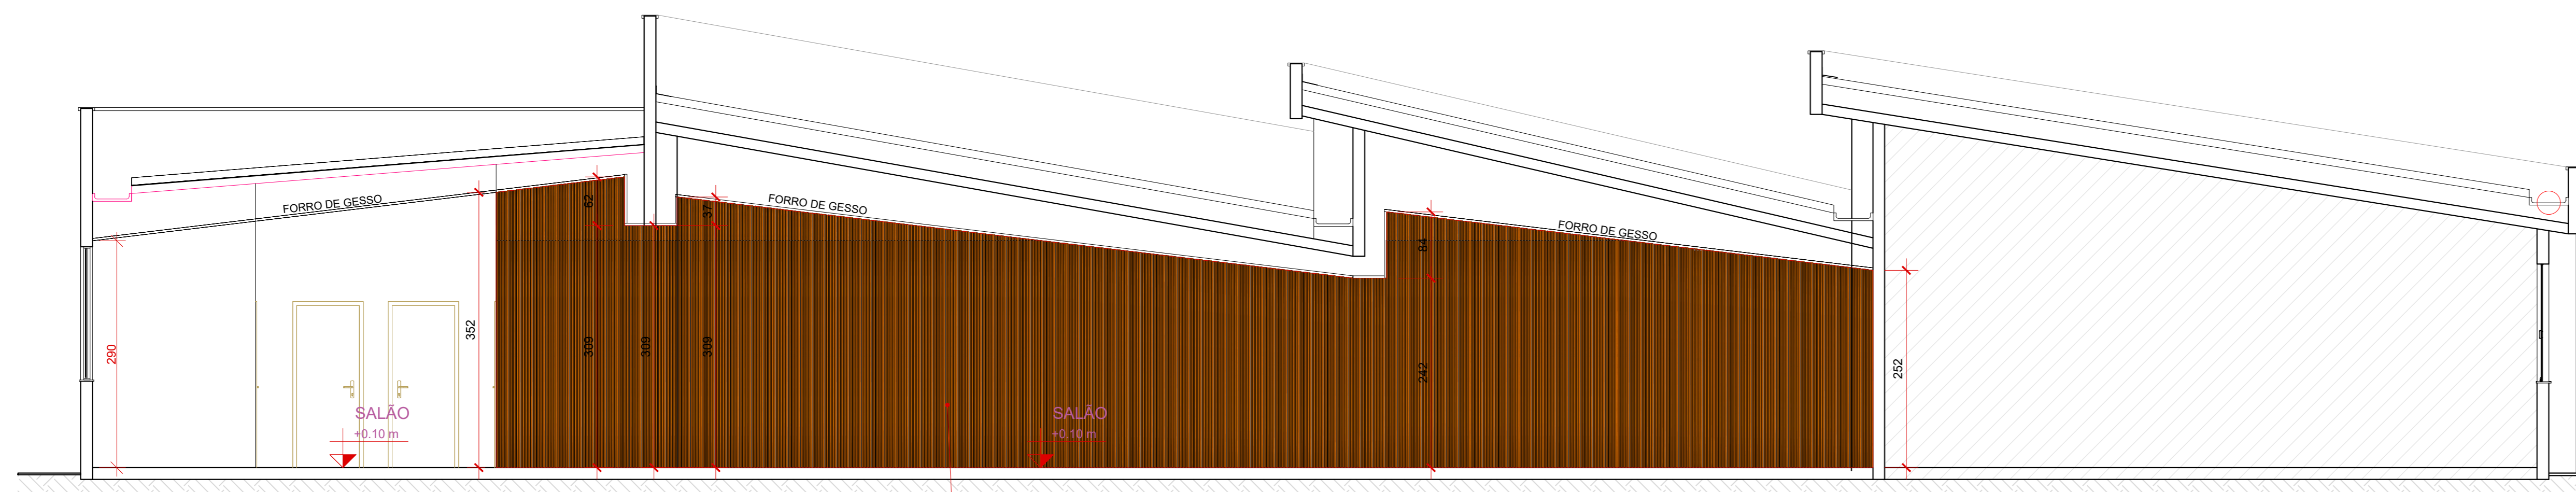 FORRO DE GESSO
62
37
FORRO DE GESSO
84
FORRO DE GESSO
290
352
309
309
309
242
252
SALÃO
+0.10 m
SALÃO
+0.10 m